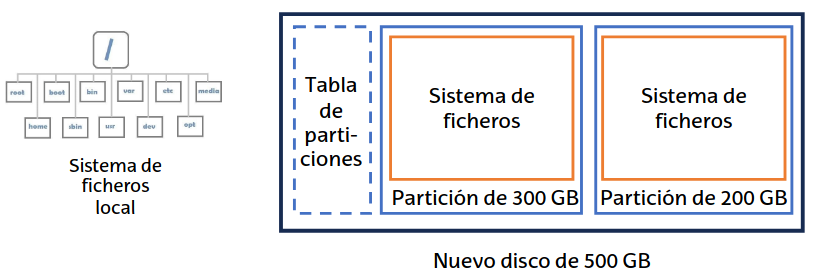 /
root
boot
bin
var
etc
media
home
sbin
usr
dev
opt
Sistema de
ficheros
local
Tabla
de
parti-
ciones
Sistema de
ficheros
Partición de 300 GB
Sistema de
ficheros
Partición de 200 GB
Nuevo disco de 500 GB